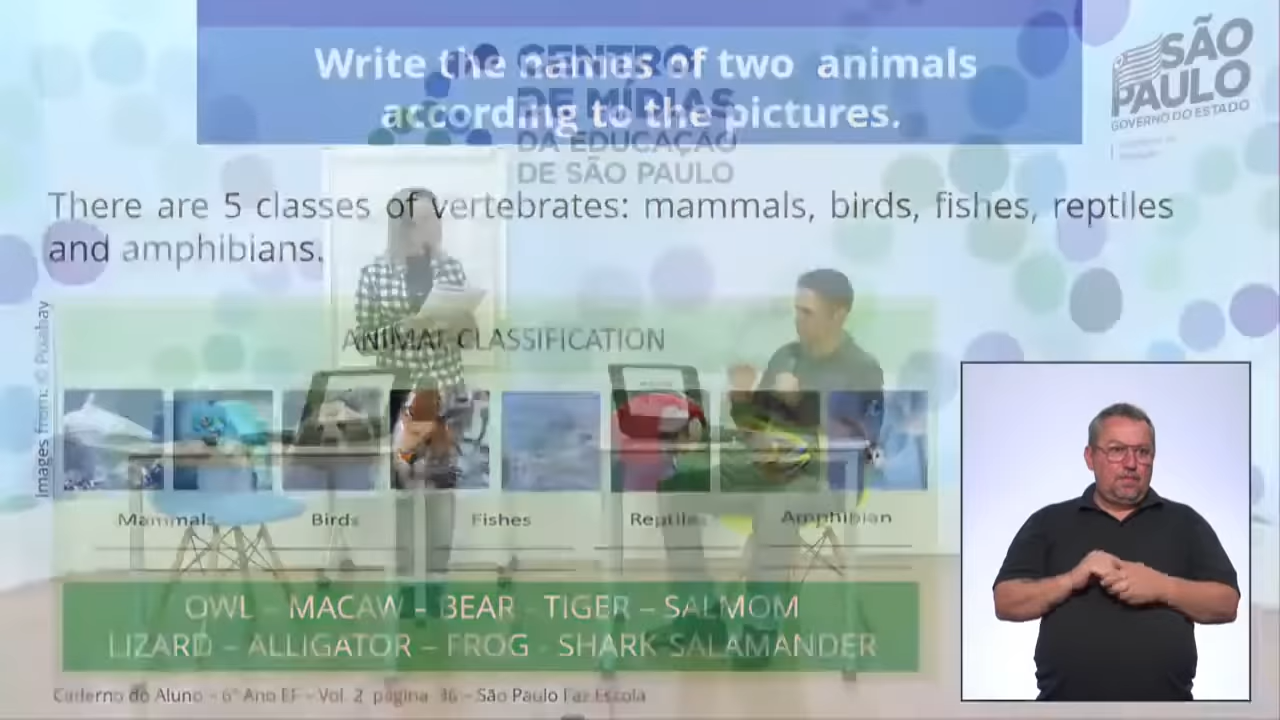 Write the names of two animals
according to the pictures.
CENTRO
DE MÍDIAS
DA EDUCAÇÃO
DE SÃO PAULO
SÃO
PAULO
GOVERNO DO ESTADO
There are 5 classes of vertebrates: mammals, birds, fishes, reptiles
and amphibians.
Images from: © Pixabay
ANIMAL CLASSIFICATION
Mammals Birds Fishes Reptiles Amphibian
OWL – MACAW – BEAR - TIGER – SALMOM
LIZARD – ALLIGATOR – FROG - SHARK-SALAMANDER
Caderno do Aluno – 6º Ano EF – Vol. 2 página 36 – São Paulo Faz Escola